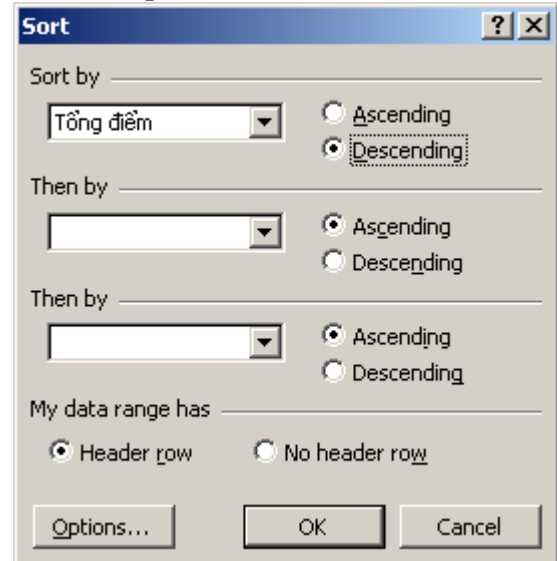 Sort
Sort by
Tổng điểm
Ascending
Descending
Then by
Ascending
Descending
Then by
Ascending
Descending
My data range has
Header row
No header row
Options...
OK
Cancel